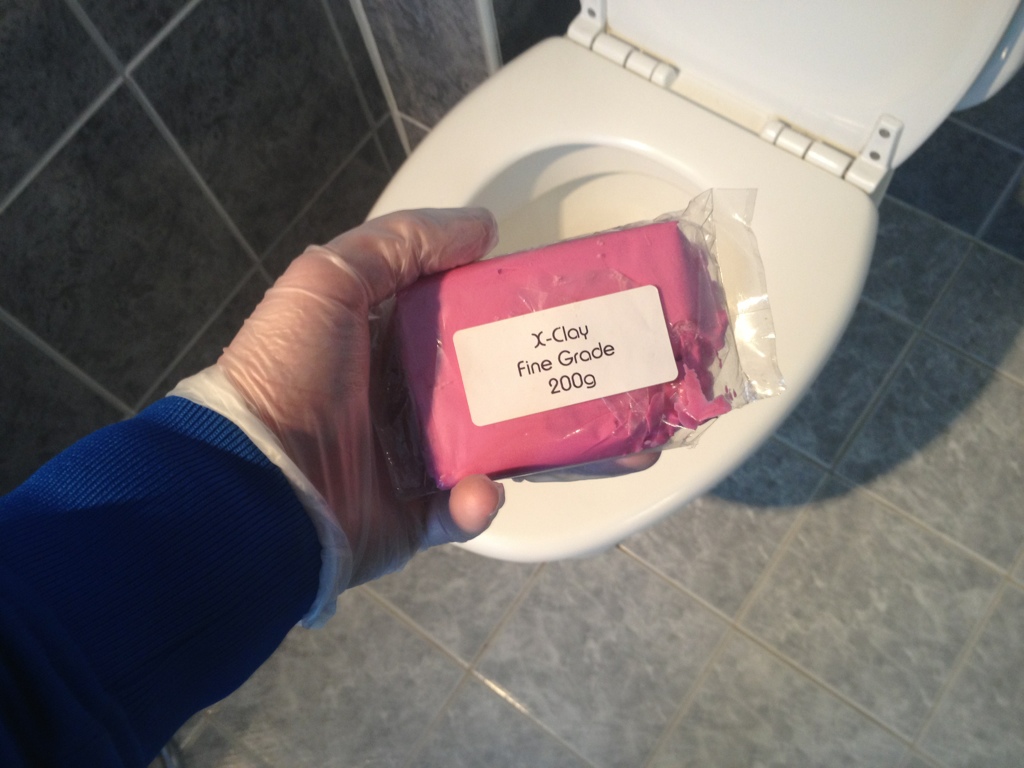 X-Clay
Fine Grade
200g